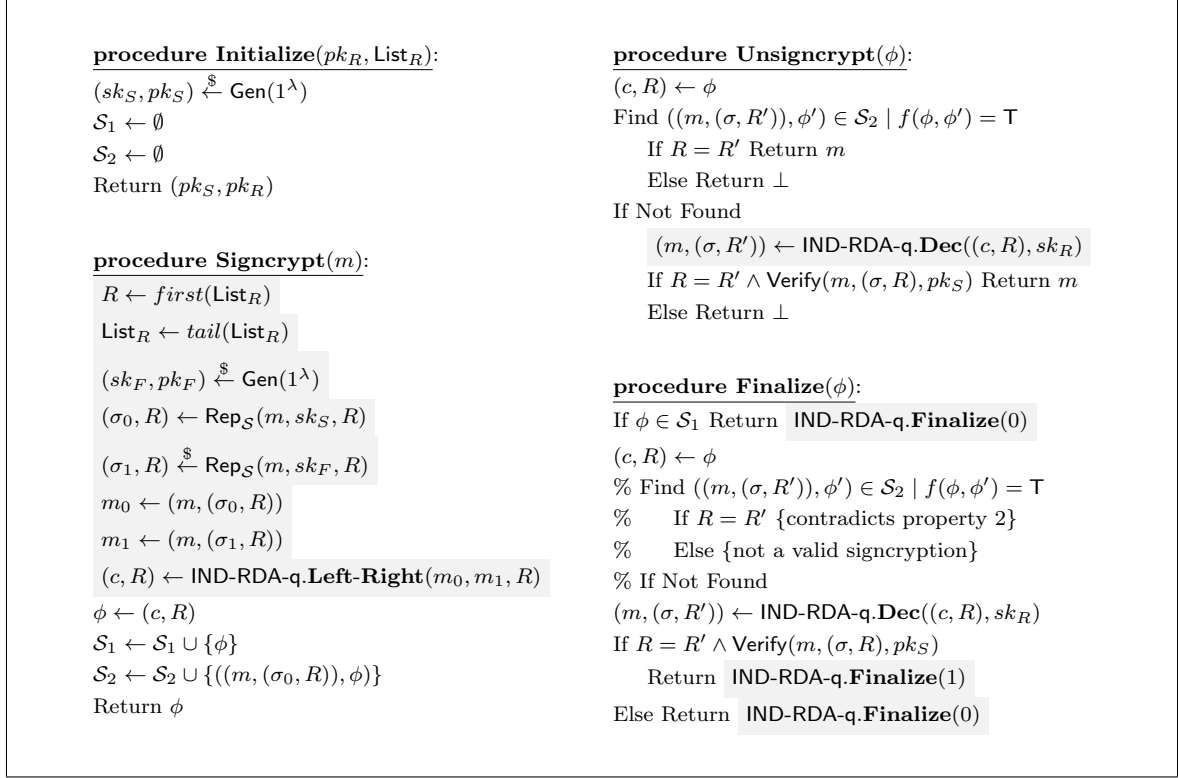 procedure Initialize(pk_R, List_R):
(sk_S, pk_S) ←$ Gen(1^λ)
S_1 ← ∅
S_2 ← ∅
Return (pk_S, pk_R)
procedure Signcrypt(m):
R ← first(List_R)
List_R ← tail(List_R)
(sk_F, pk_F) ←$ Gen(1^λ)
(σ_0, R) ← Rep_S(m, sk_S, R)
(σ_1, R) ←$ Rep_S(m, sk_F, R)
m_0 ← (m, (σ_0, R))
m_1 ← (m, (σ_1, R))
(c, R) ← IND-RDA-q.Left-Right(m_0, m_1, R)
φ ← (c, R)
S_1 ← S_1 ∪ {φ}
S_2 ← S_2 ∪ {((m, (σ_0, R)), φ)}
Return φ
procedure Unsigncrypt(φ):
(c, R) ← φ
Find ((m, (σ, R′)), φ′) ∈ S_2 | f(φ, φ′) = T
If R = R′ Return m
Else Return ⊥
If Not Found
(m, (σ, R′)) ← IND-RDA-q.Dec((c, R), sk_R)
If R = R′ ∧ Verify(m, (σ, R), pk_S) Return m
Else Return ⊥
procedure Finalize(φ):
If φ ∈ S_1 Return IND-RDA-q.Finalize(0)
(c, R) ← φ
% Find ((m, (σ, R′)), φ′) ∈ S_2 | f(φ, φ′) = T
% If R = R′ {contradicts property 2}
% Else {not a valid signcryption}
% If Not Found
(m, (σ, R′)) ← IND-RDA-q.Dec((c, R), sk_R)
If R = R′ ∧ Verify(m, (σ, R), pk_S)
Return IND-RDA-q.Finalize(1)
Else Return IND-RDA-q.Finalize(0)